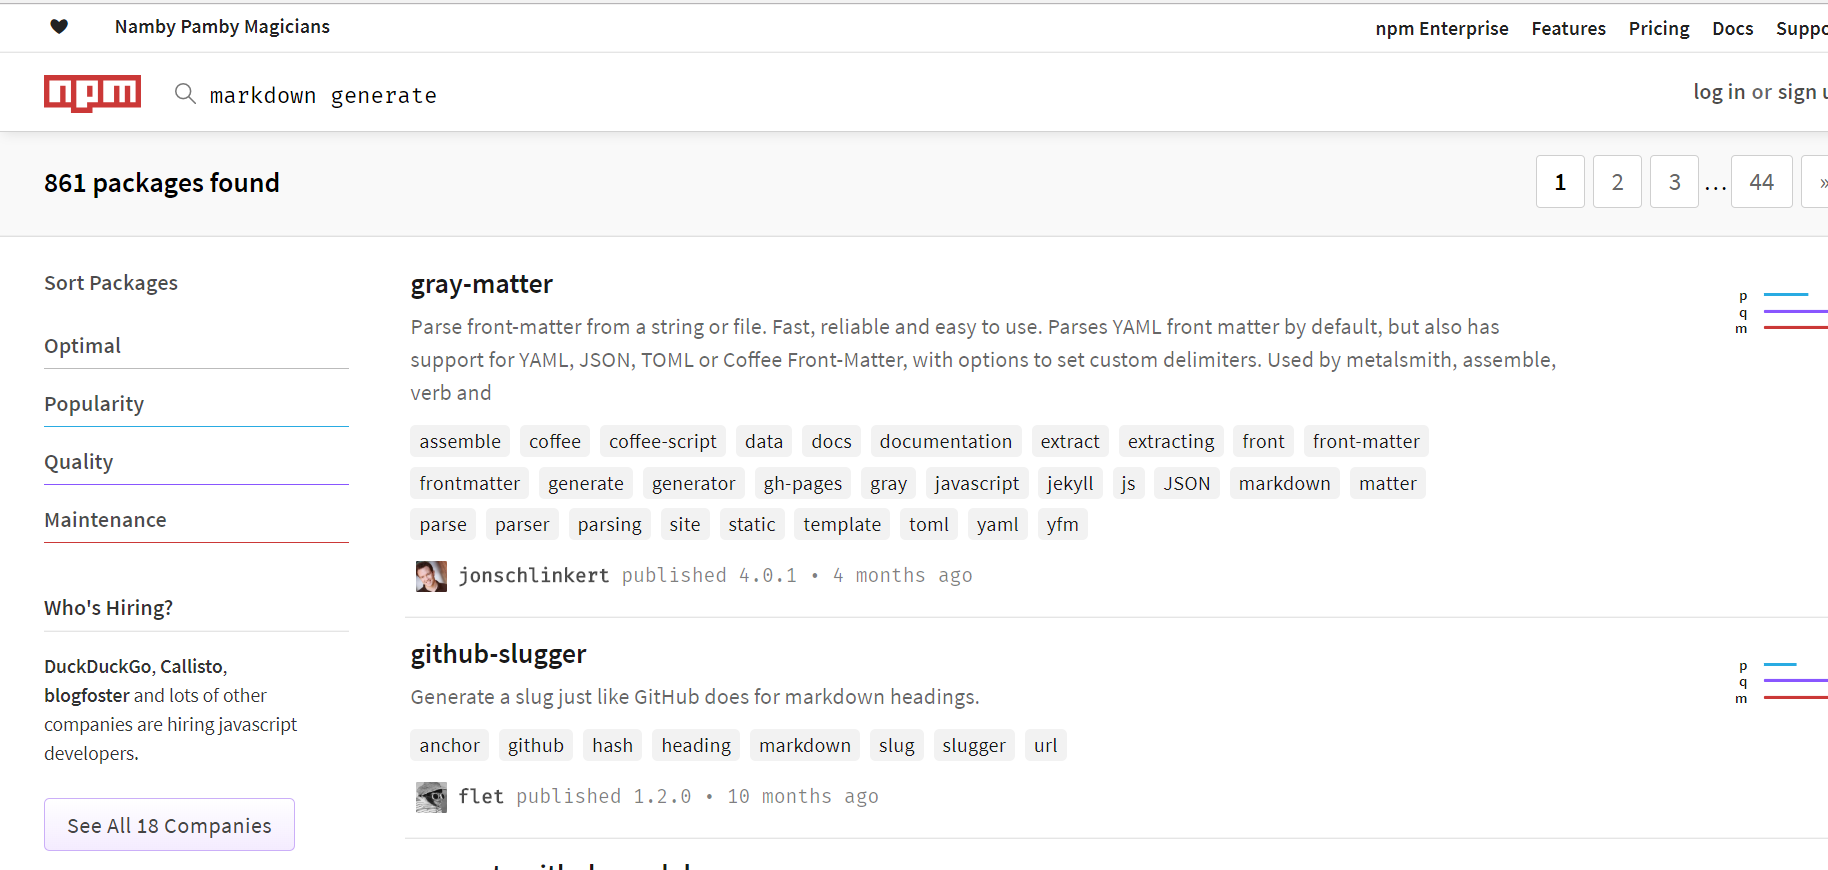 Namby Pamby Magicians
npm Enterprise Features Pricing Docs
npm
markdown generate
log in or sign
861 packages found
1 2 3 ... 44 »
Sort Packages
Optimal
Popularity
Quality
Maintenance
Who's Hiring?
DuckDuckGo, Callisto,
blogfoster and lots of other
companies are hiring javascript
developers.
See All 18 Companies
gray-matter
Parse front-matter from a string or file. Fast, reliable and easy to use. Parses YAML front matter by default, but also has
support for YAML, JSON, TOML or Coffee Front-Matter, with options to set custom delimiters. Used by metalsmith, assemble,
verb and
assemble coffee coffee-script data docs documentation extract extracting front front-matter
frontmatter generate generator gh-pages gray javascript jekyll js JSON markdown matter
parse parser parsing site static template toml yaml yfm
jonschlinkert published 4.0.1 • 4 months ago
p
q
m
github-slugger
Generate a slug just like GitHub does for markdown headings.
anchor github hash heading markdown slug slugger url
flet published 1.2.0 • 10 months ago
p
q
m